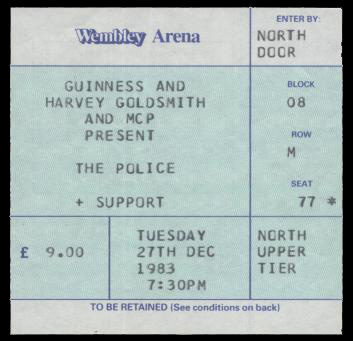 Wembley Arena
ENTER BY:
NORTH
DOOR
GUINNESS AND
HARVEY GOLDSMITH
AND MCP
PRESENT
THE POLICE
+ SUPPORT
BLOCK
08
ROW
M
SEAT
77 *
£ 9.00
TUESDAY
27TH DEC
1983
7:30PM
NORTH
UPPER
TIER
TO BE RETAINED (See conditions on back)